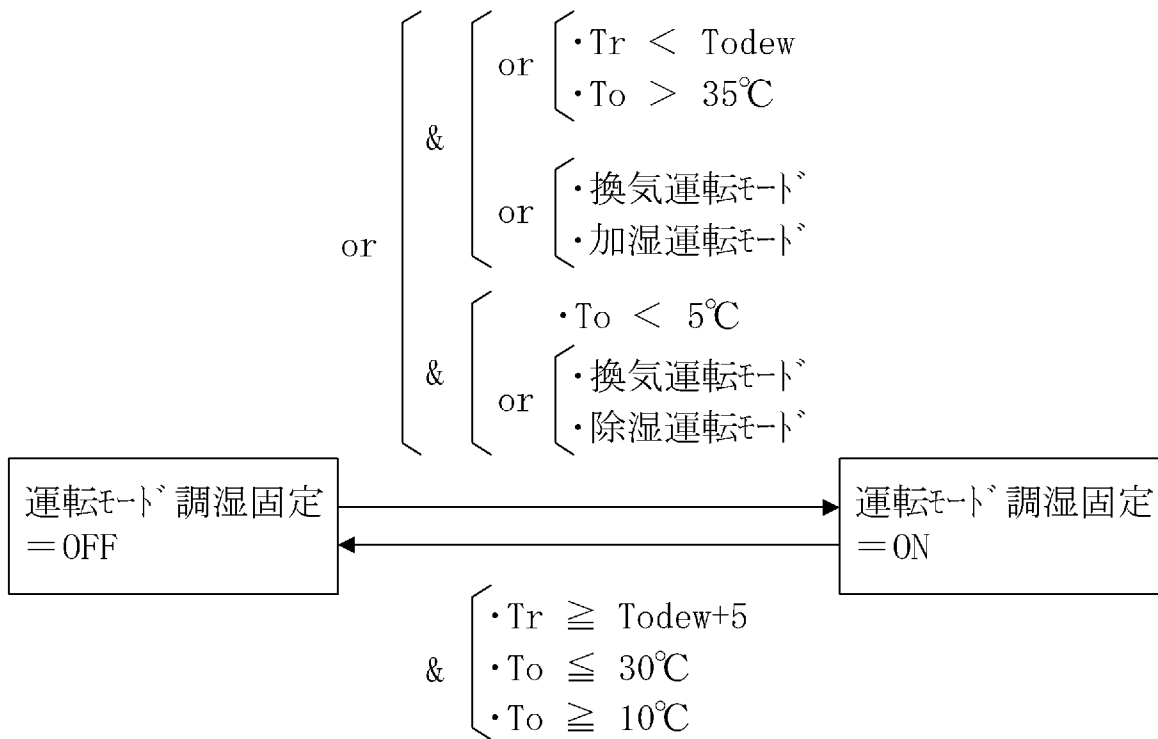 ・Tr ＜ Todew
or
・To ＞ 35℃
&
・換気運転ﾓｰﾄﾞ
or
・加湿運転ﾓｰﾄﾞ
or
・To ＜ 5℃
&
・換気運転ﾓｰﾄﾞ
or
・除湿運転ﾓｰﾄﾞ
運転ﾓｰﾄﾞ調湿固定
＝OFF
運転ﾓｰﾄﾞ調湿固定
＝ON
・Tr ≧ Todew+5
&
・To ≦ 30℃
・To ≧ 10℃